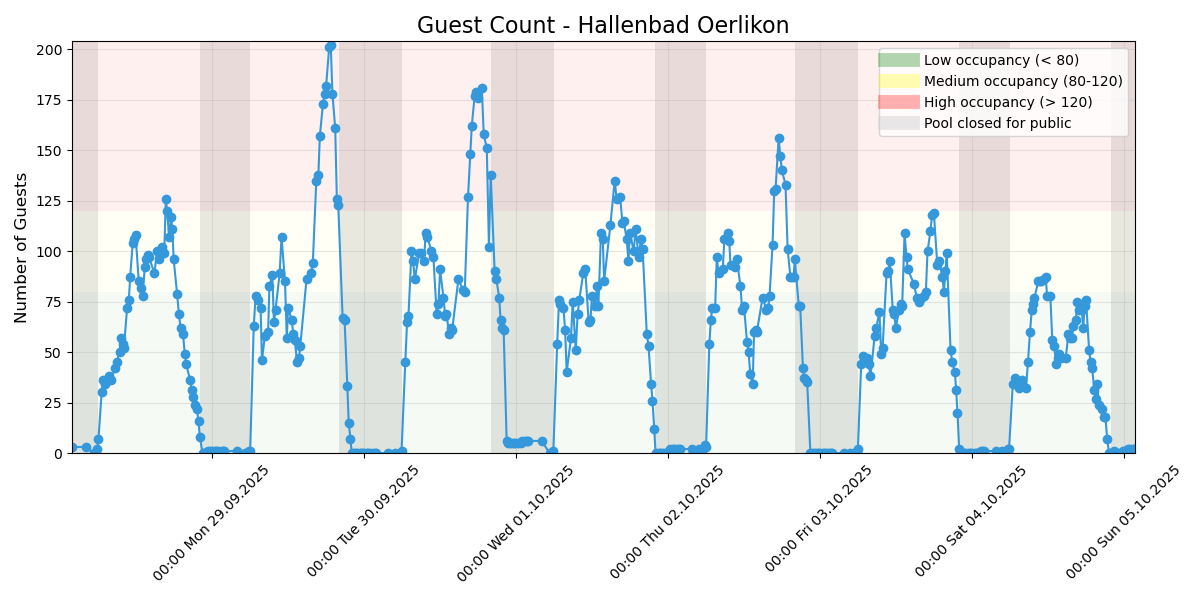 Guest Count - Hallenbad Oerlikon
Number of Guests
200
175
150
125
100
75
50
25
0
Low occupancy (< 80)
Medium occupancy (80-120)
High occupancy (> 120)
Pool closed for public
00:00 Mon 29.09.2025
00:00 Tue 30.09.2025
00:00 Wed 01.10.2025
00:00 Thu 02.10.2025
00:00 Fri 03.10.2025
00:00 Sat 04.10.2025
00:00 Sun 05.10.2025